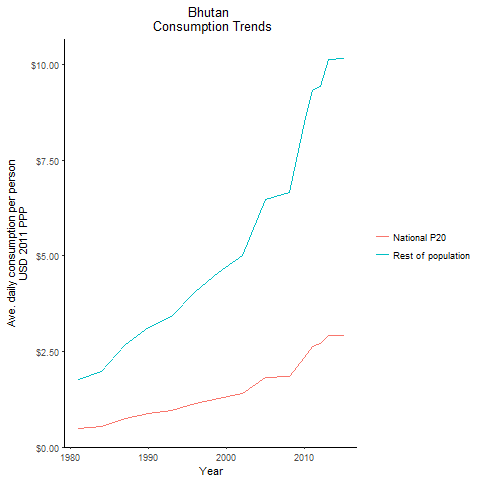 Bhutan
Consumption Trends
$10.00
$7.50
$5.00
$2.50
$0.00
Ave. daily consumption per person
USD 2011 PPP
1980
1990
2000
2010
Year
National P20
Rest of population